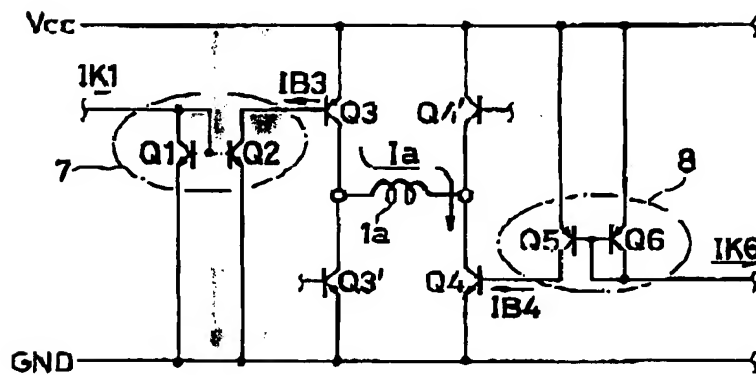 Vcc
IK1
IB3
Q3
Q4'
Q1
Q2
7
Ia
8
1a
Q5
Q6
Q3'
Q4
IK6
IB4
GND